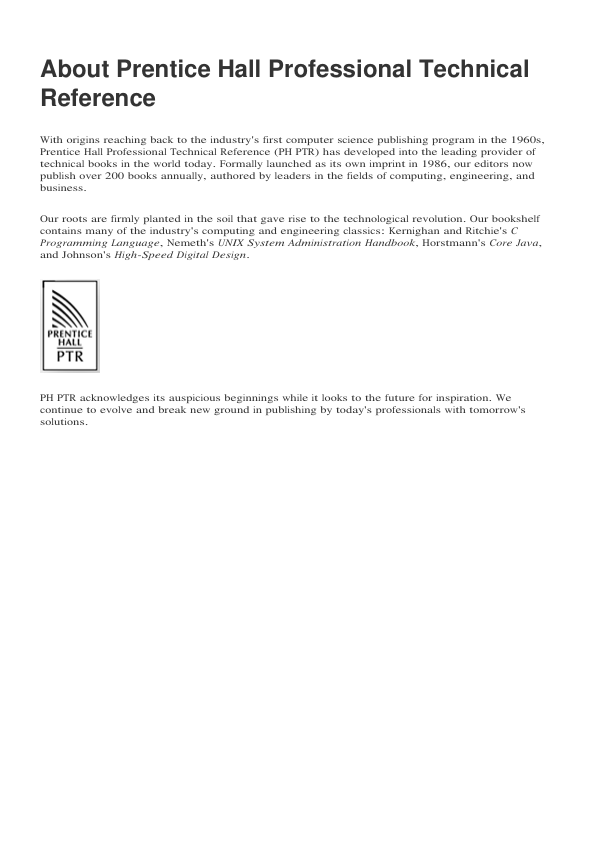 About Prentice Hall Professional Technical
Reference
With origins reaching back to the industry's first computer science publishing program in the 1960s,
Prentice Hall Professional Technical Reference (PH PTR) has developed into the leading provider of
technical books in the world today. Formally launched as its own imprint in 1986, our editors now
publish over 200 books annually, authored by leaders in the fields of computing, engineering, and
business.
Our roots are firmly planted in the soil that gave rise to the technological revolution. Our bookshelf
contains many of the industry's computing and engineering classics: Kernighan and Ritchie's C
Programming Language, Nemeth's UNIX System Administration Handbook, Horstmann's Core Java,
and Johnson's High-Speed Digital Design.
PRENTICE
HALL
PTR
PH PTR acknowledges its auspicious beginnings while it looks to the future for inspiration. We
continue to evolve and break new ground in publishing by today's professionals with tomorrow's
solutions.